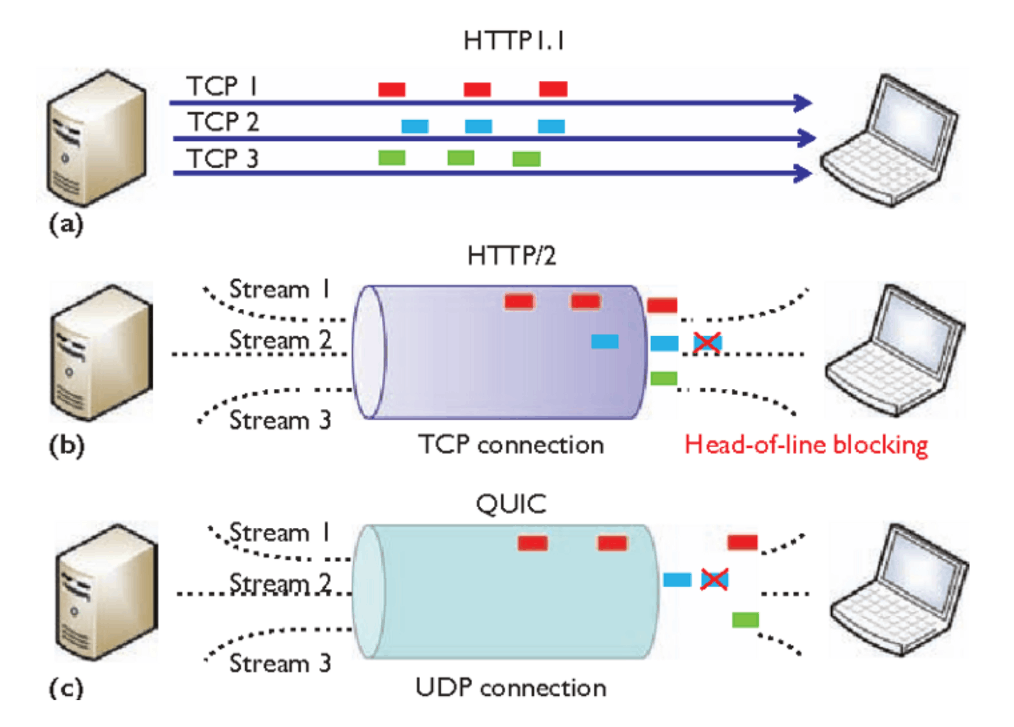 HTTP1.1
TCP 1
TCP 2
TCP 3
(a)
HTTP/2
Stream 1
Stream 2
Stream 3
(b)
TCP connection
Head-of-line blocking
QUIC
Stream 1
Stream 2
Stream 3
(c)
UDP connection